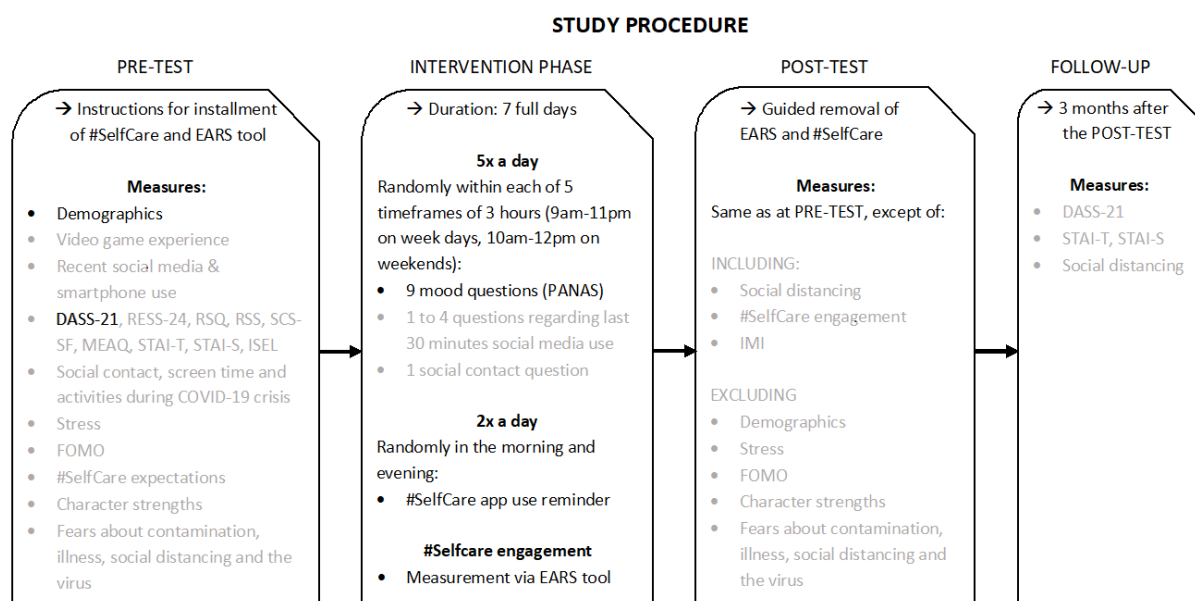 STUDY PROCEDURE
PRE-TEST
→ Instructions for installment
of #SelfCare and EARS tool
Measures:
• Demographics
• Video game experience
• Recent social media &
smartphone use
• DASS-21, RESS-24, RSQ, RSS, SCS-
SF, MEAQ, STAI-T, STAI-S, ISEL
• Social contact, screen time and
activities during COVID-19 crisis
• Stress
• FOMO
• #SelfCare expectations
• Character strengths
• Fears about contamination,
illness, social distancing and the
virus
INTERVENTION PHASE
→ Duration: 7 full days
5x a day
Randomly within each of 5
timeframes of 3 hours (9am-11pm
on week days, 10am-12pm on
weekends):
• 9 mood questions (PANAS)
• 1 to 4 questions regarding last
30 minutes social media use
• 1 social contact question
2x a day
Randomly in the morning and
evening:
• #SelfCare app use reminder
#Selfcare engagement
• Measurement via EARS tool
POST-TEST
→ Guided removal of
EARS and #SelfCare
Measures:
Same as at PRE-TEST, except of:
INCLUDING:
• Social distancing
• #SelfCare engagement
• IMI
EXCLUDING
• Demographics
• Stress
• FOMO
• Character strengths
• Fears about contamination,
illness, social distancing and
the virus
FOLLOW-UP
→ 3 months after
the POST-TEST
Measures:
• DASS-21
• STAI-T, STAI-S
• Social distancing